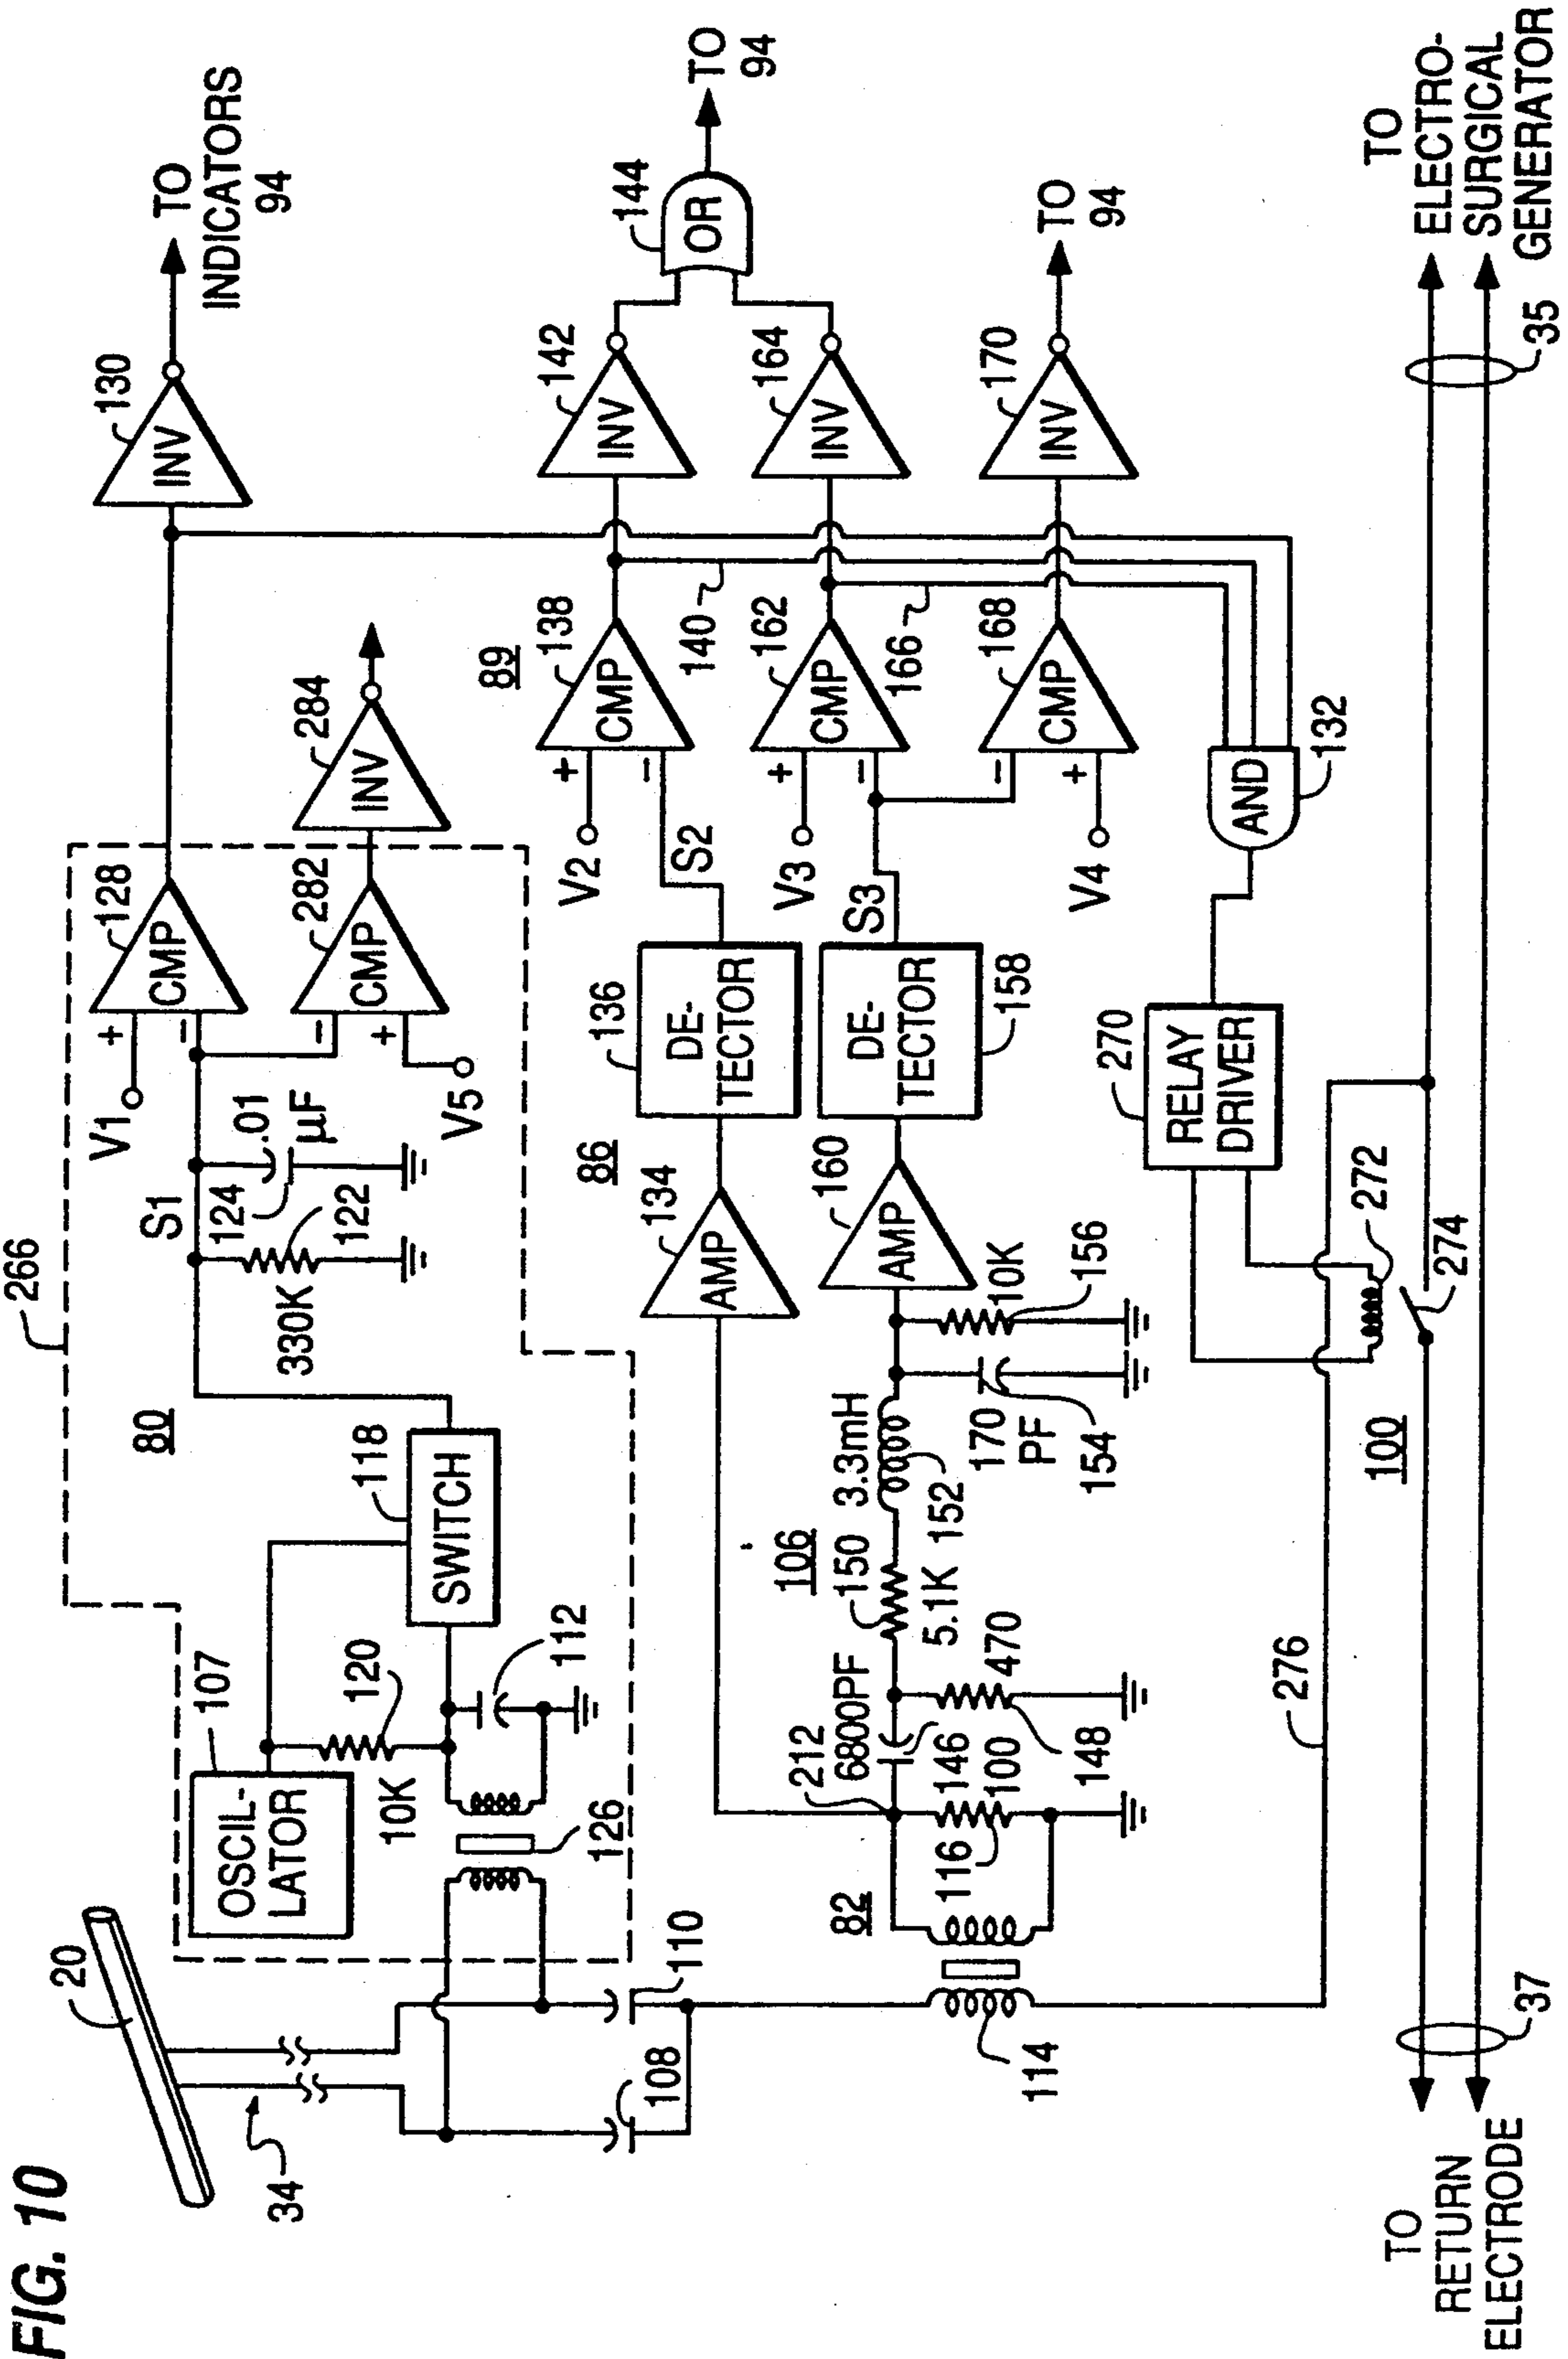 FIG. 10
266
20
34
107
OSCIL-
LATOR
80
118
SWITCH
120
10K
112
126
S1
330K
122
124
.01
µF
V1
V5
+
−
128
CMP
−
+
282
CMP
284
INV
130
INV
TO
INDICATORS
94
108
110
114
82
116
100
212
146
6800PF
148
470
106
150
5.1K
3.3mH
152
170
PF
154
10K
156
86
134
AMP
160
AMP
136
DE-
TECTOR
DE-
TECTOR
158
S2
S3
V2
V3
V4
+
−
+
−
−
+
89
138
CMP
162
CMP
168
CMP
140
166
142
INV
164
INV
170
INV
144
OR
TO
94
TO
94
132
AND
270
RELAY
DRIVER
272
274
100
276
35
37
TO
RETURN
ELECTRODE
TO
ELECTRO-
SURGICAL
GENERATOR